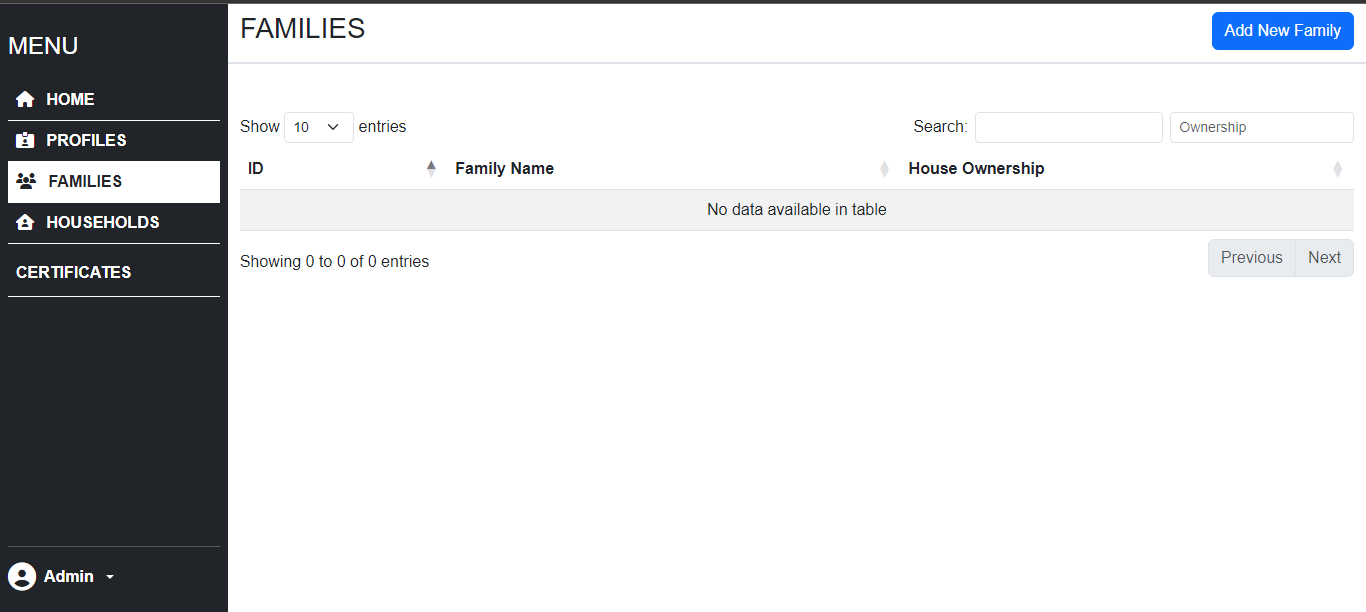 MENU
HOME
PROFILES
FAMILIES
HOUSEHOLDS
CERTIFICATES
Admin
FAMILIES
Add New Family
Show 10 entries
Search: Ownership
ID Family Name House Ownership
No data available in table
Showing 0 to 0 of 0 entries
Previous Next